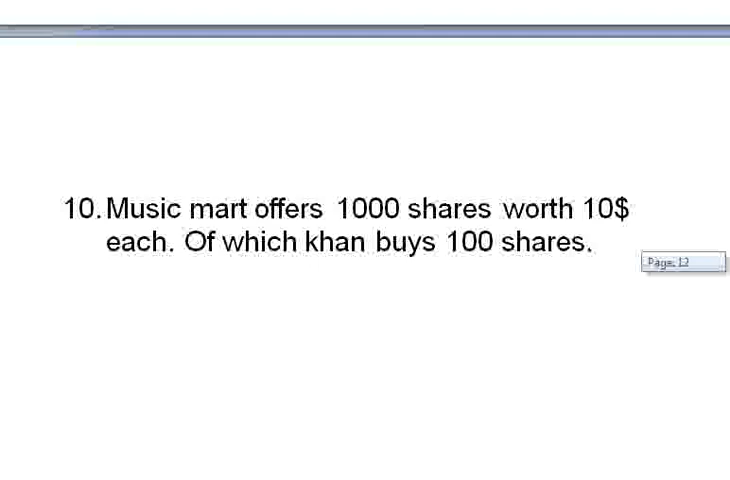 10. Music mart offers 1000 shares worth 10$
each. Of which khan buys 100 shares.
Page: 12